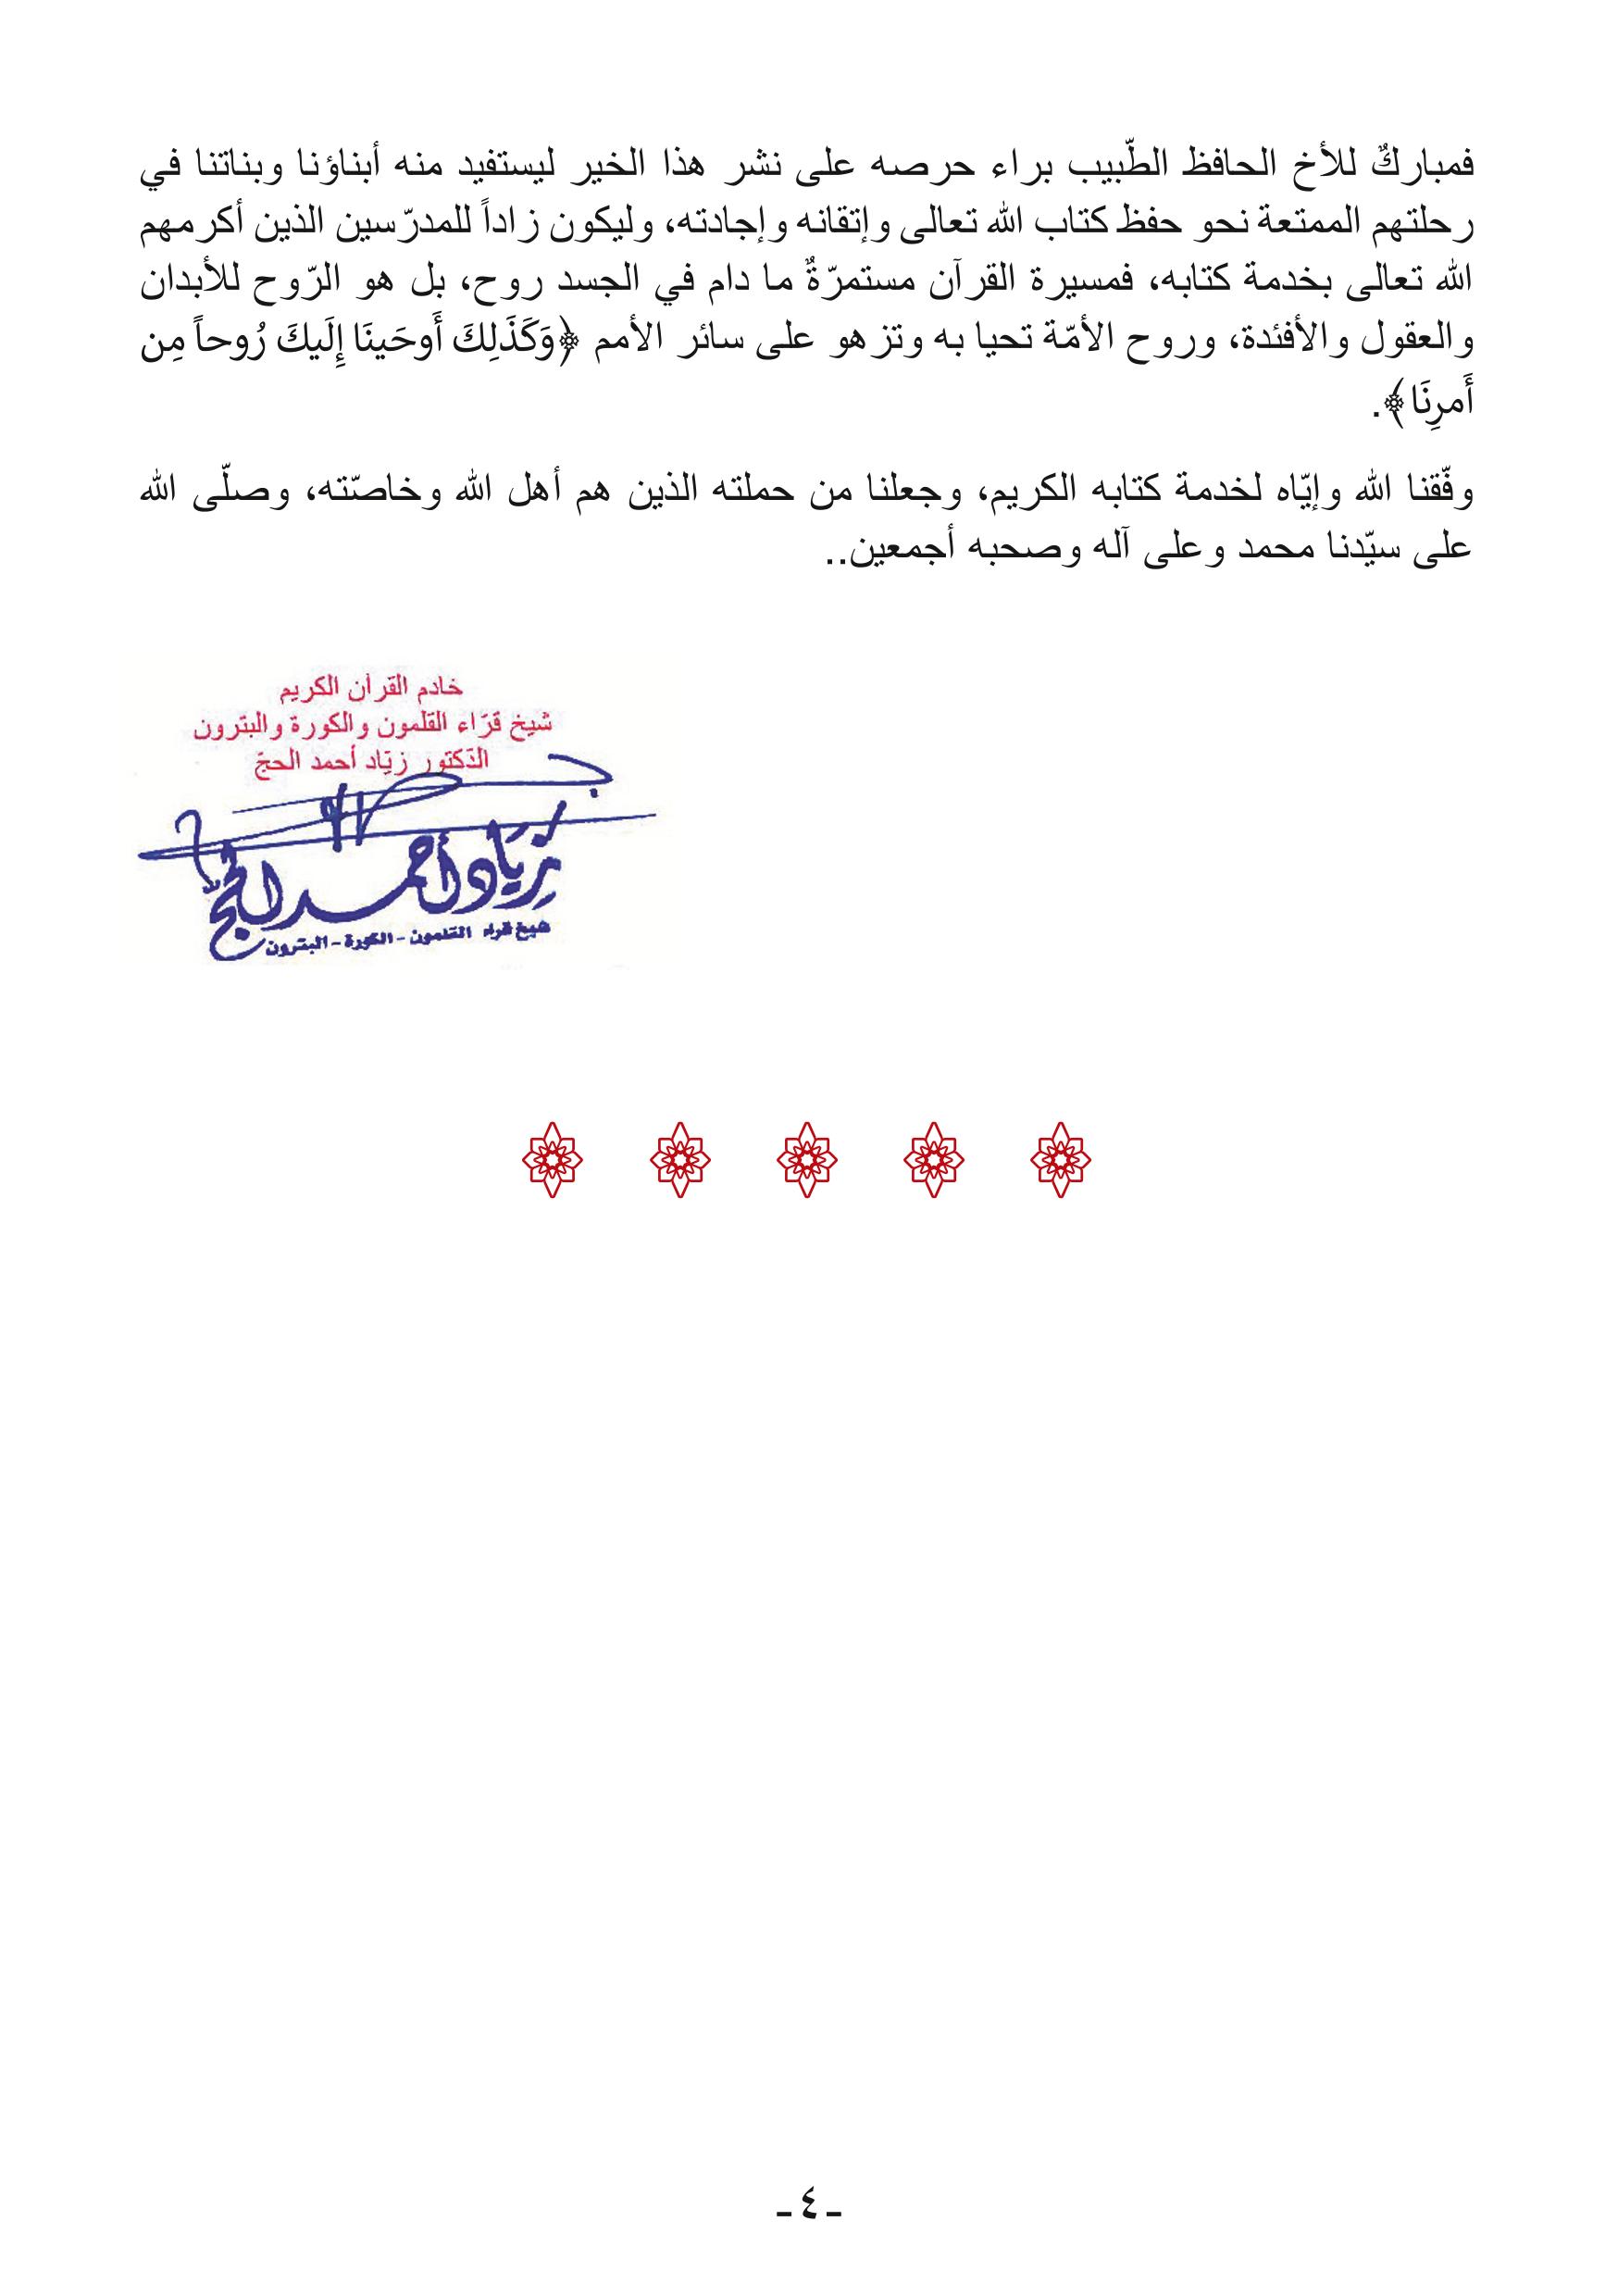 فمباركٌ للأخ الحافظ الطّبيب براء حرصه على نشر هذا الخير ليستفيد منه أبناؤنا وبناتنا في
رحلتهم الممتعة نحو حفظ كتاب الله تعالى وإتقانه وإجادته، وليكون زاداً للمدرّسين الذين أكرمهم
الله تعالى بخدمة كتابه، فمسيرة القرآن مستمرّةٌ ما دام في الجسد روح، بل هو الرّوح للأبدان
والعقول والأفئدة، وروح الأمّة تحيا به وتزهو على سائر الأمم ﴿وَكَذَلِكَ أَوحَينَا إِلَيكَ رُوحاً مِن
أَمرِنَا﴾.
وفّقنا الله وإيّاه لخدمة كتابه الكريم، وجعلنا من حملته الذين هم أهل الله وخاصّته، وصلّى الله
على سيّدنا محمد وعلى آله وصحبه أجمعين..
خادم القرآن الكريم
شيخ قرّاء القلمون والكورة والبترون
الدّكتور زيّاد أحمد الحجّ
زيَاد أحمد الحجّ
شيخ قراء القلمون - الكورة - البترون
- ٤ -